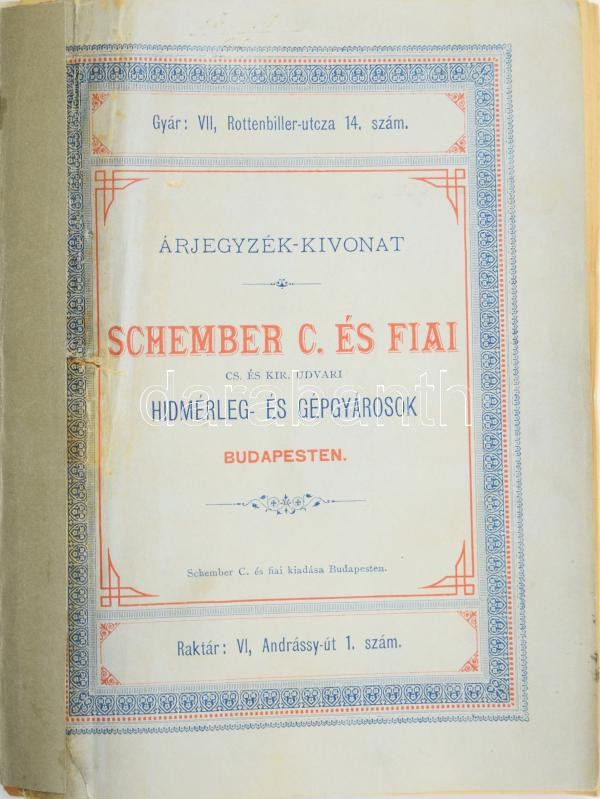 Gyár: VII, Rottenbiller-utcza 14. szám.
ÁRJEGYZÉK-KIVONAT
SCHEMBER C. ÉS FIAI
CS. ÉS KIR. UDVARI
HIDMÉRLEG- ÉS GÉPGYÁROSOK
BUDAPESTEN.
Schember C. és fiai kiadása Budapesten.
Raktár: VI, Andrássy-út 1. szám.
darabanth